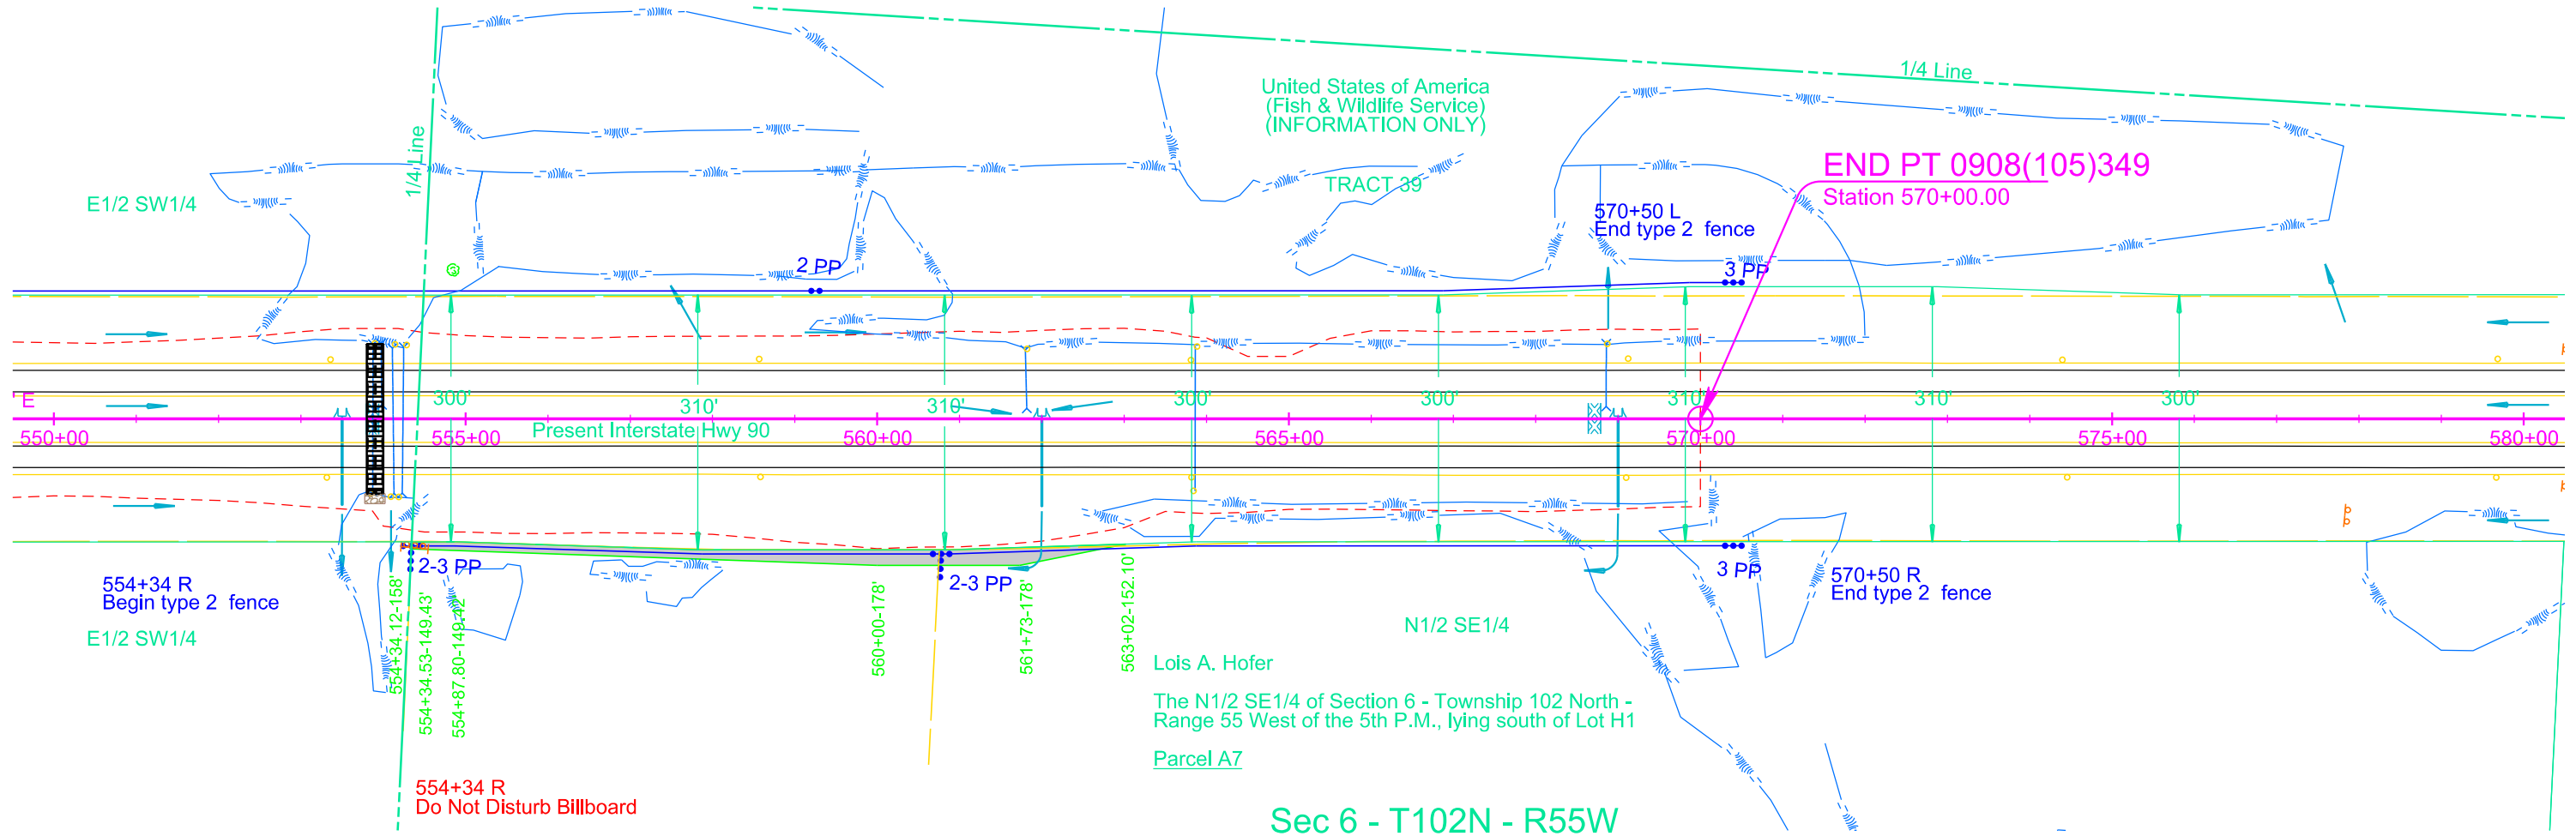 1/4 Line
United States of America
(Fish & Wildlife Service)
(INFORMATION ONLY)
TRACT 39
1/4 Line
E1/2 SW1/4
END PT 0908(105)349
Station 570+00.00
570+50 L
End type 2 fence
2 PP
3 PP
300'
310'
310'
300'
300'
310'
310'
300'
E
550+00
555+00
Present Interstate Hwy 90
560+00
565+00
570+00
575+00
580+00
554+34 R
Begin type 2 fence
E1/2 SW1/4
2-3 PP
2-3 PP
3 PP
570+50 R
End type 2 fence
554+34.12-158'
554+34.53-149.43'
554+87.80-149.42'
560+00-178'
561+73-178'
563+02-152.10'
N1/2 SE1/4
Lois A. Hofer
The N1/2 SE1/4 of Section 6 - Township 102 North -
Range 55 West of the 5th P.M., lying south of Lot H1
Parcel A7
554+34 R
Do Not Disturb Billboard
Sec 6 - T102N - R55W